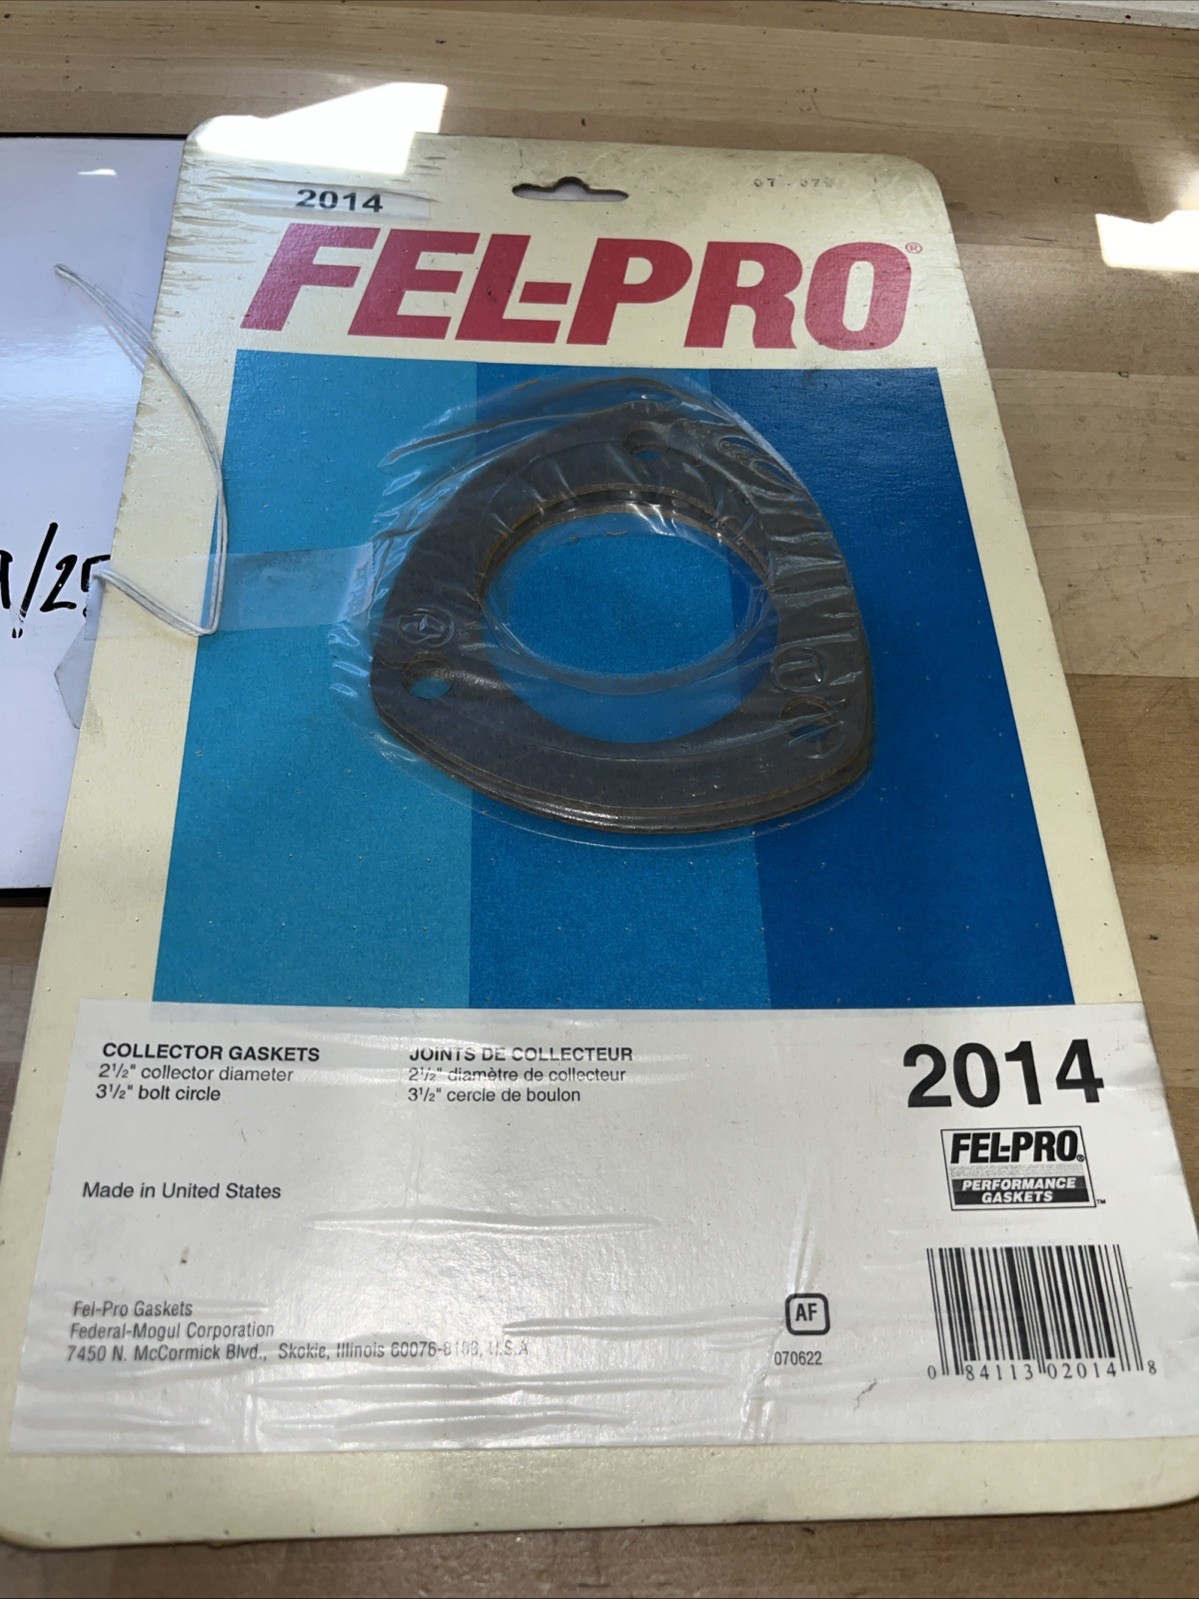 2014
FEL-PRO®
COLLECTOR GASKETS
2½" collector diameter
3½" bolt circle
JOINTS DE COLLECTEUR
2½" diamètre de collecteur
3½" cercle de boulon
2014
FEL-PRO®
PERFORMANCE
GASKETS™
Made in United States
Fel-Pro Gaskets
Federal-Mogul Corporation
7450 N. McCormick Blvd., Skokie, Illinois U.S.A.
AF
070622
0 84113 02014 8